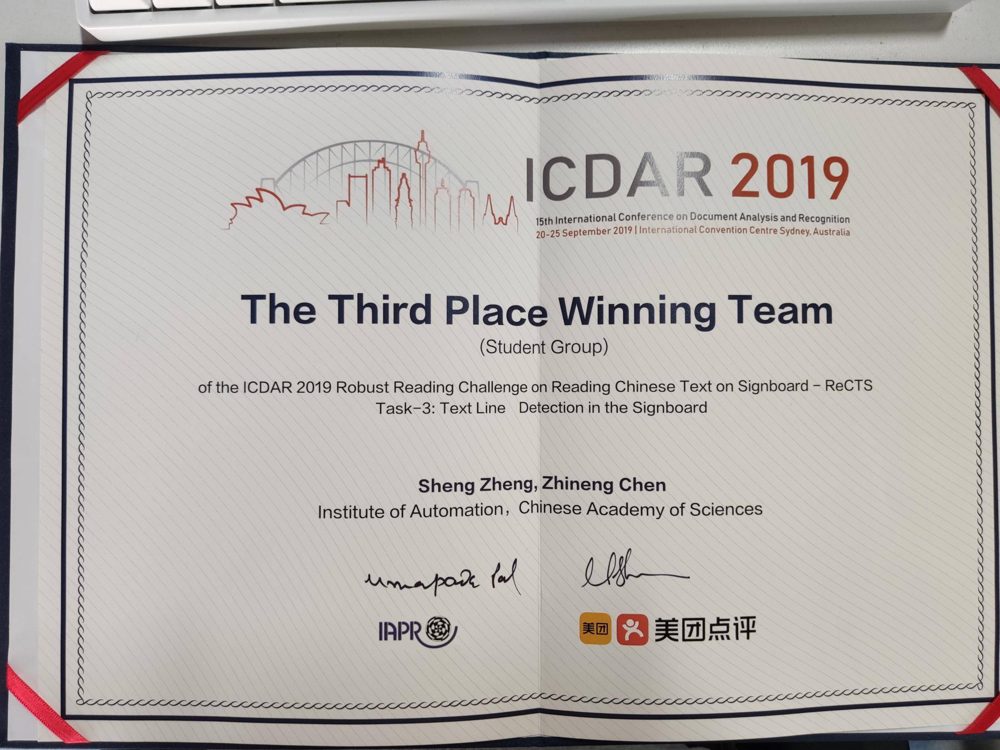 ICDAR 2019
15th International Conference on Document Analysis and Recognition
20-25 September 2019 | International Convention Centre Sydney, Australia
The Third Place Winning Team
(Student Group)
of the ICDAR 2019 Robust Reading Challenge on Reading Chinese Text on Signboard - ReCTS
Task-3: Text Line Detection in the Signboard
Sheng Zheng, Zhineng Chen
Institute of Automation, Chinese Academy of Sciences
Umapada Pal
IAPR
美团 美团点评